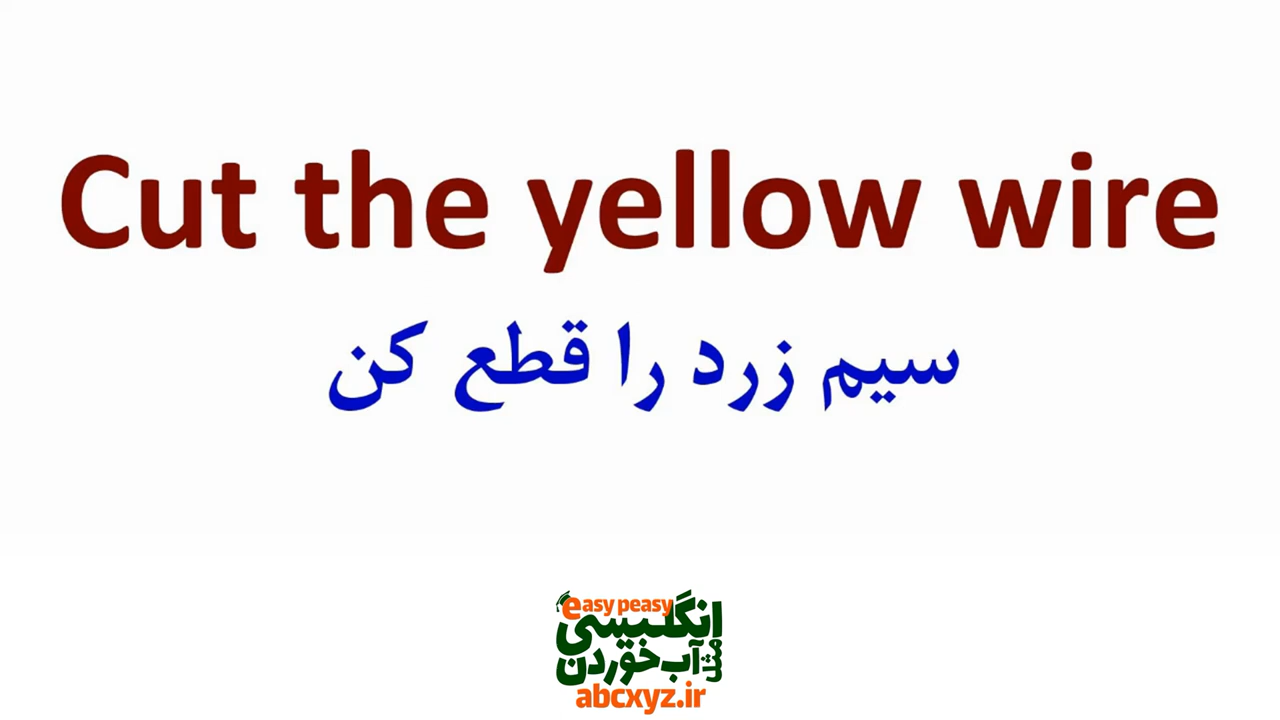 Cut the yellow wire
سیم زرد را قطع کن
easy peasy
انگلیسی
مثل آب خوردن
abcxyz.ir